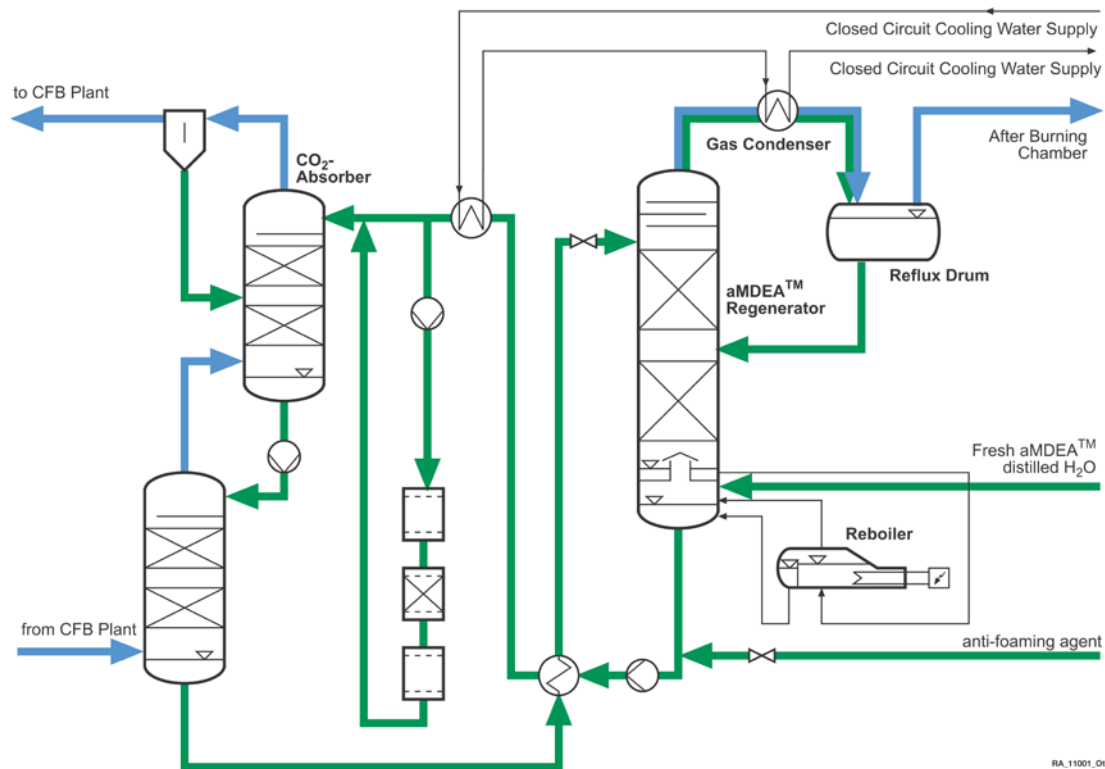 Closed Circuit Cooling Water Supply
Closed Circuit Cooling Water Supply
to CFB Plant
After Burning
Chamber
Gas Condenser
CO₂-
Absorber
Reflux Drum
aMDEA™
Regenerator
Fresh aMDEA™
distilled H₂O
Reboiler
from CFB Plant
anti-foaming agent